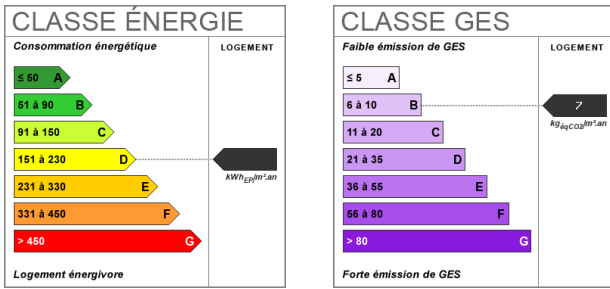 CLASSE ÉNERGIE
Consommation énergétique
LOGEMENT
≤ 50 A
51 à 90 B
91 à 150 C
151 à 230 D
kWhEP/m².an
231 à 330 E
331 à 450 F
> 450 G
Logement énergivore
CLASSE GES
Faible émission de GES
LOGEMENT
≤ 5 A
6 à 10 B
7
kgéqCO2/m².an
11 à 20 C
21 à 35 D
36 à 55 E
56 à 80 F
> 80 G
Forte émission de GES